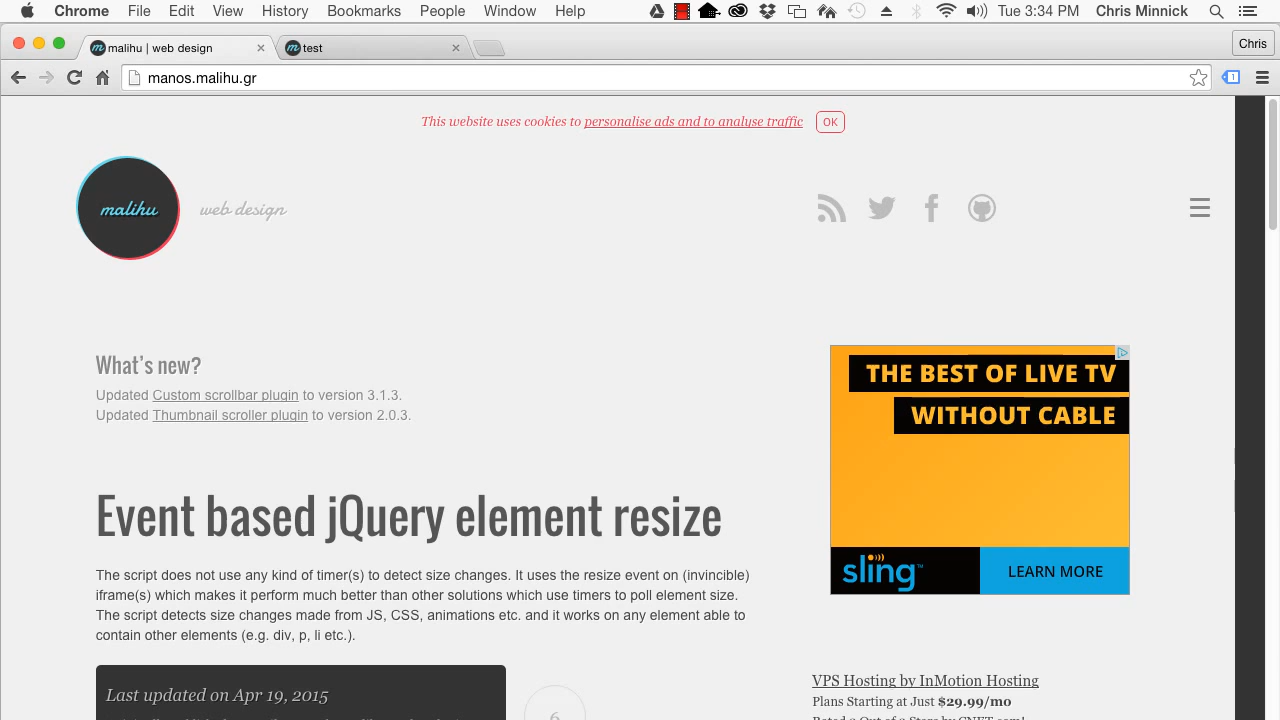 Chrome File Edit View History Bookmarks People Window Help Tue 3:34 PM Chris Minnick
malihu | web design
test
Chris
manos.malihu.gr
1
This website uses cookies to personalise ads and to analyse traffic OK
malihu
web design
What's new?
Updated Custom scrollbar plugin to version 3.1.3.
Updated Thumbnail scroller plugin to version 2.0.3.
THE BEST OF LIVE TV
WITHOUT CABLE
sling™
LEARN MORE
Event based jQuery element resize
The script does not use any kind of timer(s) to detect size changes. It uses the resize event on (invincible)
iframe(s) which makes it perform much better than other solutions which use timers to poll element size.
The script detects size changes made from JS, CSS, animations etc. and it works on any element able to
contain other elements (e.g. div, p, li etc.).
Last updated on Apr 19, 2015
VPS Hosting by InMotion Hosting
Plans Starting at Just $29.99/mo